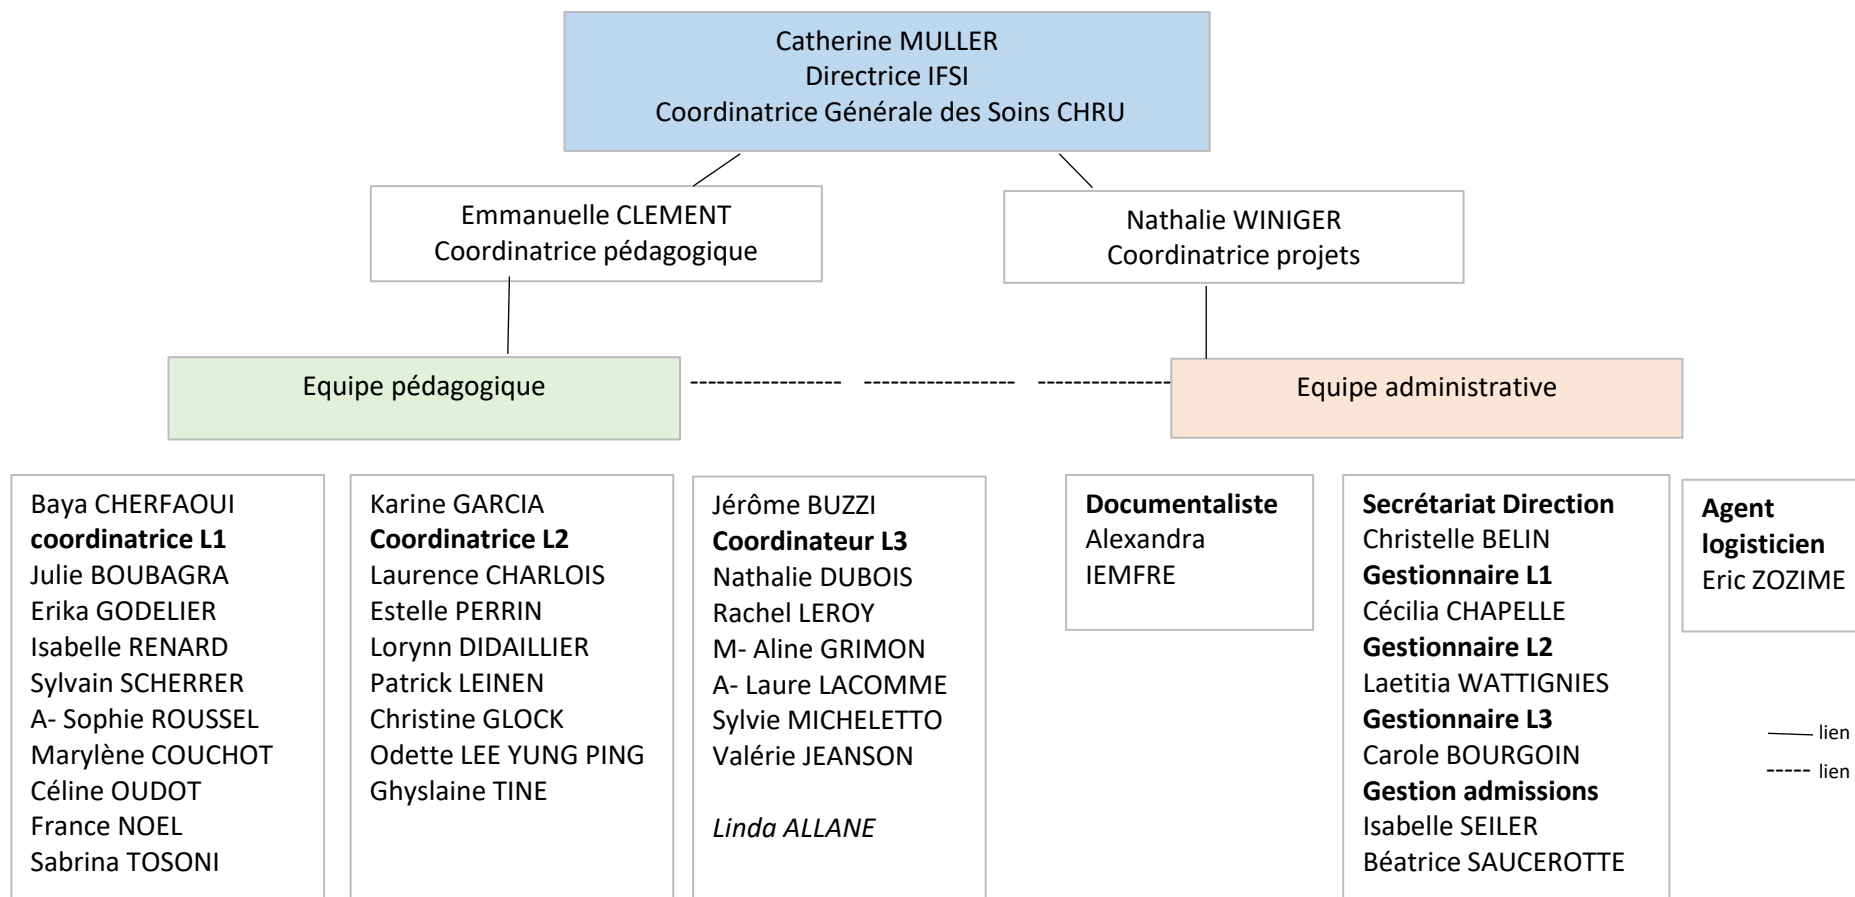 Catherine MULLER
Directrice IFSI
Coordinatrice Générale des Soins CHRU
Emmanuelle CLEMENT
Coordinatrice pédagogique
Nathalie WINIGER
Coordinatrice projets
Equipe pédagogique
Equipe administrative
Baya CHERFAOUI
coordinatrice L1
Julie BOUBAGRA
Erika GODELIER
Isabelle RENARD
Sylvain SCHERRER
A- Sophie ROUSSEL
Marylène COUCHOT
Céline OUDOT
France NOEL
Sabrina TOSONI
Karine GARCIA
Coordinatrice L2
Laurence CHARLOIS
Estelle PERRIN
Lorynn DIDAILLIER
Patrick LEINEN
Christine GLOCK
Odette LEE YUNG PING
Ghyslaine TINE
Jérôme BUZZI
Coordinateur L3
Nathalie DUBOIS
Rachel LEROY
M- Aline GRIMON
A- Laure LACOMME
Sylvie MICHELETTO
Valérie JEANSON
Linda ALLANE
Documentaliste
Alexandra
IEMFRE
Secrétariat Direction
Christelle BELIN
Gestionnaire L1
Cécilia CHAPELLE
Gestionnaire L2
Laetitia WATTIGNIES
Gestionnaire L3
Carole BOURGOIN
Gestion admissions
Isabelle SEILER
Béatrice SAUCEROTTE
Agent
logisticien
Eric ZOZIME
lien
lien